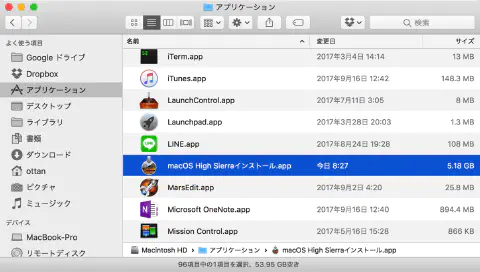 アプリケーション
検索
よく使う項目
Google ドライブ
Dropbox
アプリケーション
デスクトップ
ライブラリ
書類
ダウンロード
ottan
ピクチャ
ミュージック
デバイス
MacBook-Pro
リモートディスク
名前 変更日 サイズ
iTerm.app 2017年3月4日 14:14 13 MB
iTunes.app 2017年9月16日 12:42 148.3 MB
LaunchControl.app 2017年7月11日 3:05 8 MB
Launchpad.app 2017年3月28日 20:03 1.3 MB
LINE.app 2017年8月24日 19:28 108 MB
macOS High Sierraインストール.app 今日 8:27 5.18 GB
MarsEdit.app 2017年9月2日 4:20 25.8 MB
Microsoft OneNote.app 2017年9月16日 12:40 894.4 MB
Mission Control.app 2017年5月16日 15:28 866 KB
Macintosh HD アプリケーション macOS High Sierraインストール.app
96項目中の1項目を選択、53.95 GB空き